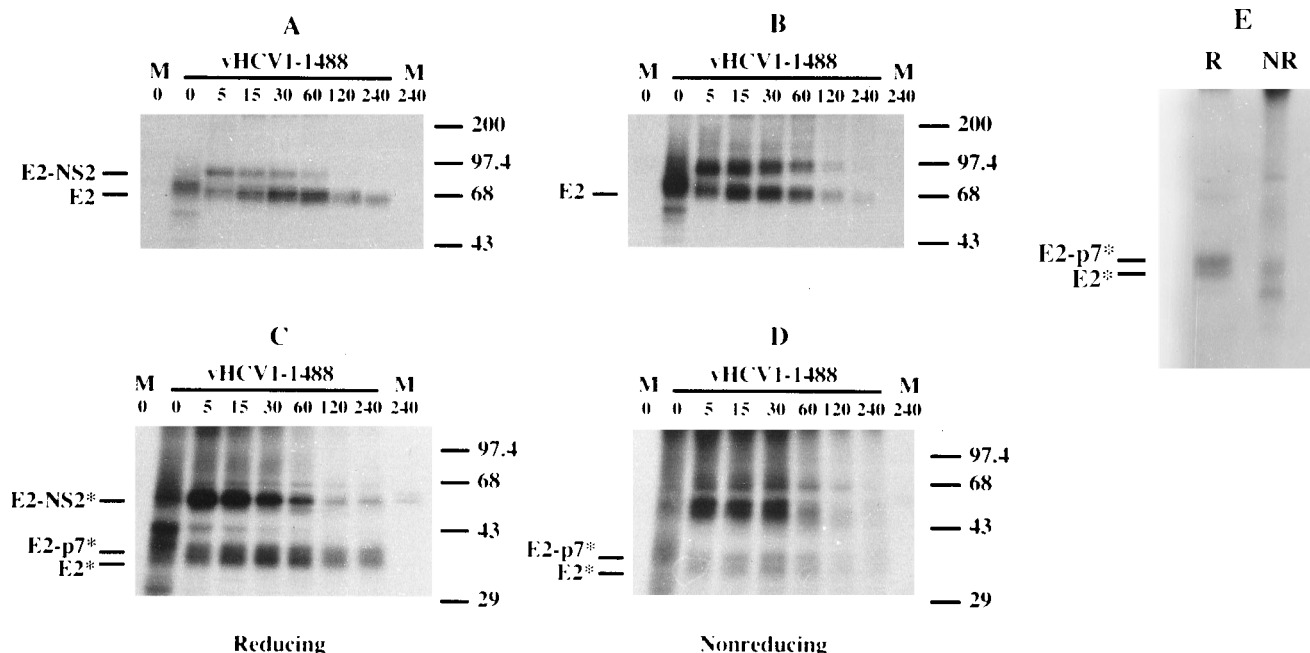 A
vHCV1-1488
M M
0 0 5 15 30 60 120 240 240
E2-NS2
E2
200
97.4
68
43
B
vHCV1-1488
M M
0 0 5 15 30 60 120 240 240
E2
200
97.4
68
43
E
R NR
E2-p7*
E2*
C
vHCV1-1488
M M
0 0 5 15 30 60 120 240 240
E2-NS2*
E2-p7*
E2*
97.4
68
43
29
Reducing
D
vHCV1-1488
M M
0 0 5 15 30 60 120 240 240
E2-p7*
E2*
97.4
68
43
29
Nonreducing